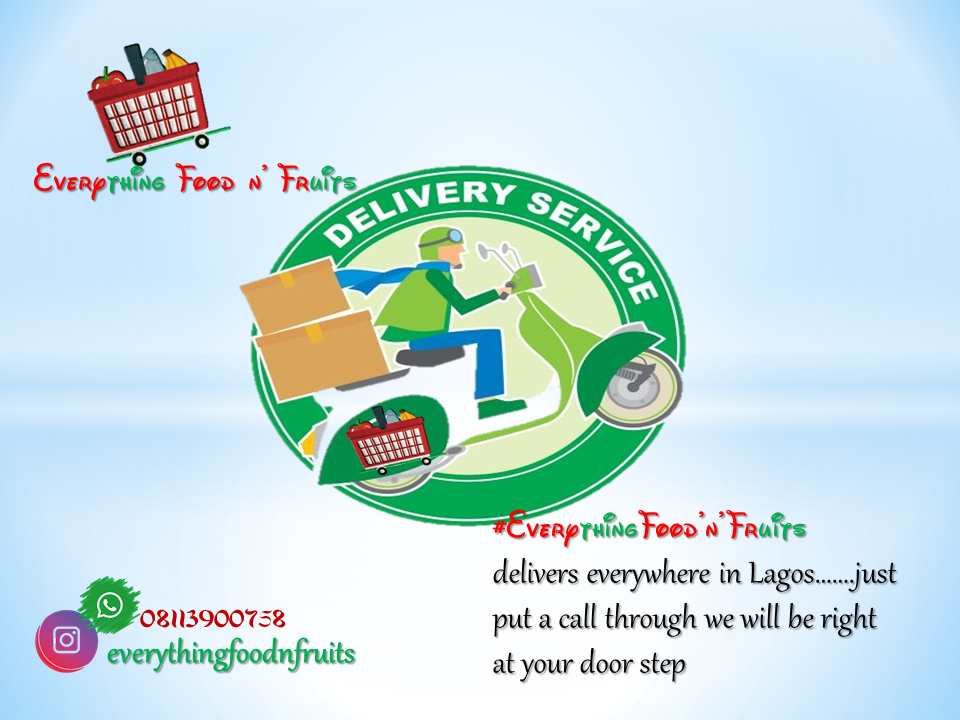 Everything Food n' Fruits
DELIVERY SERVICE
#EverythingFood'n'Fruits
delivers everywhere in Lagos.......just
put a call through we will be right
at your door step
08113900758
everythingfoodnfruits